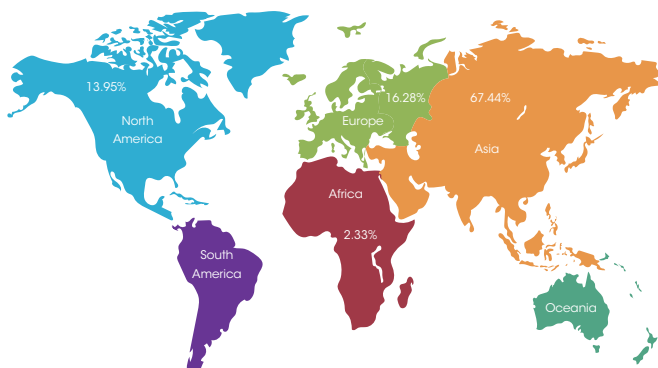 13.95%
North
America
16.28%
Europe
67.44%
Asia
Africa
2.33%
South
America
Oceania